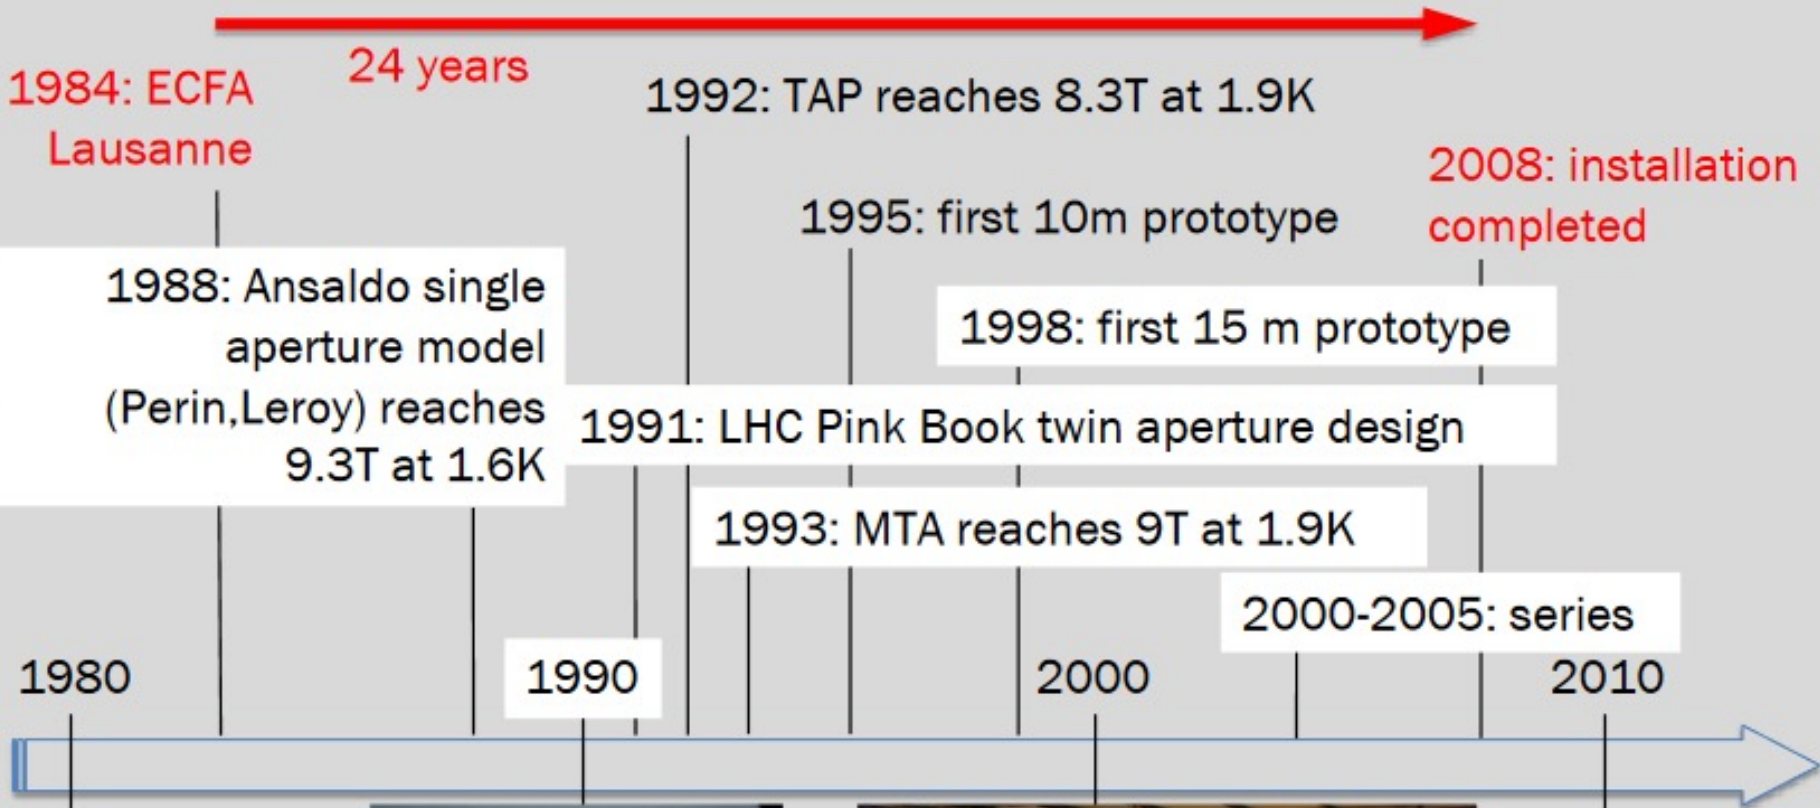 24 years
1984: ECFA
Lausanne
1992: TAP reaches 8.3T at 1.9K
2008: installation
completed
1995: first 10m prototype
1988: Ansaldo single
aperture model
(Perin,Leroy) reaches
9.3T at 1.6K
1998: first 15 m prototype
1991: LHC Pink Book twin aperture design
1993: MTA reaches 9T at 1.9K
2000-2005: series
1980
1990
2000
2010